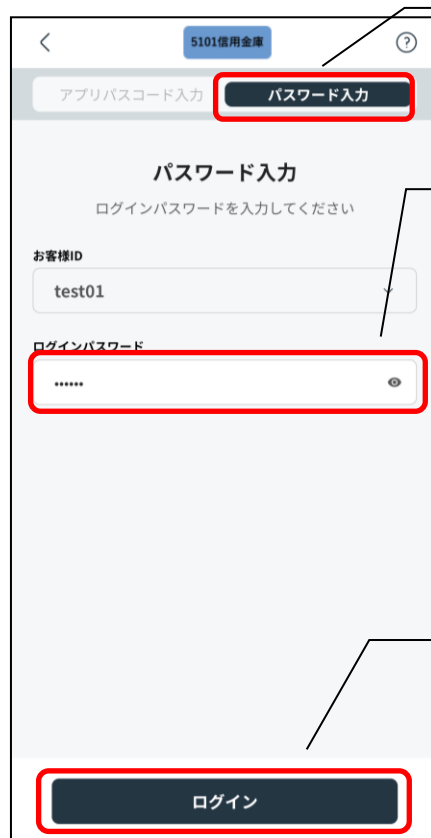 5101信用金庫
?
アプリパスコード入力 パスワード入力
パスワード入力
ログインパスワードを入力してください
お客様ID
test01
ログインパスワード
••••••
ログイン